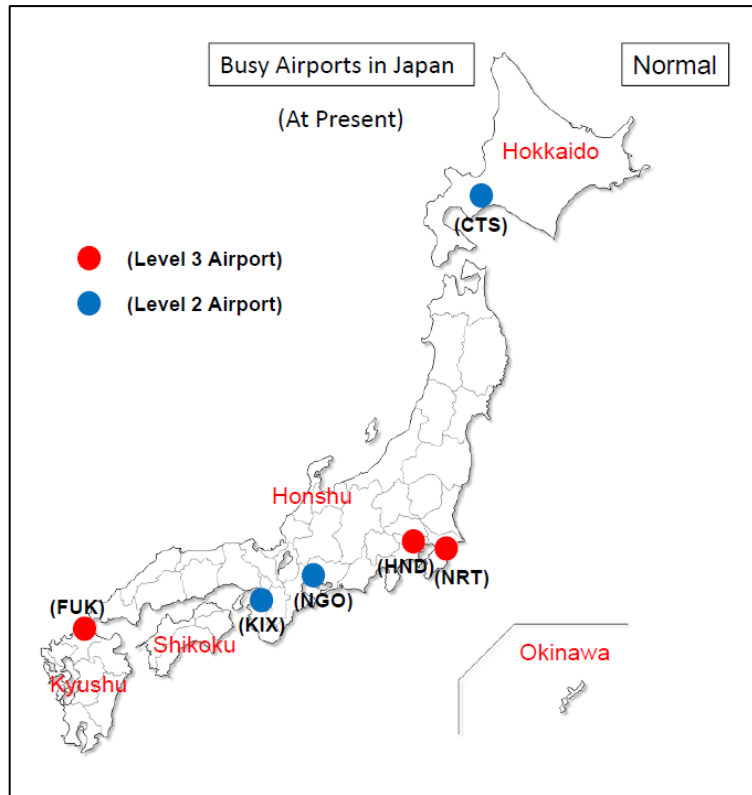 Busy Airports in Japan
Normal
(At Present)
Hokkaido
(CTS)
(Level 3 Airport)
(Level 2 Airport)
Honshu
(HND)
(NRT)
(NGO)
(FUK)
(KIX)
Shikoku
Okinawa
Kyushu